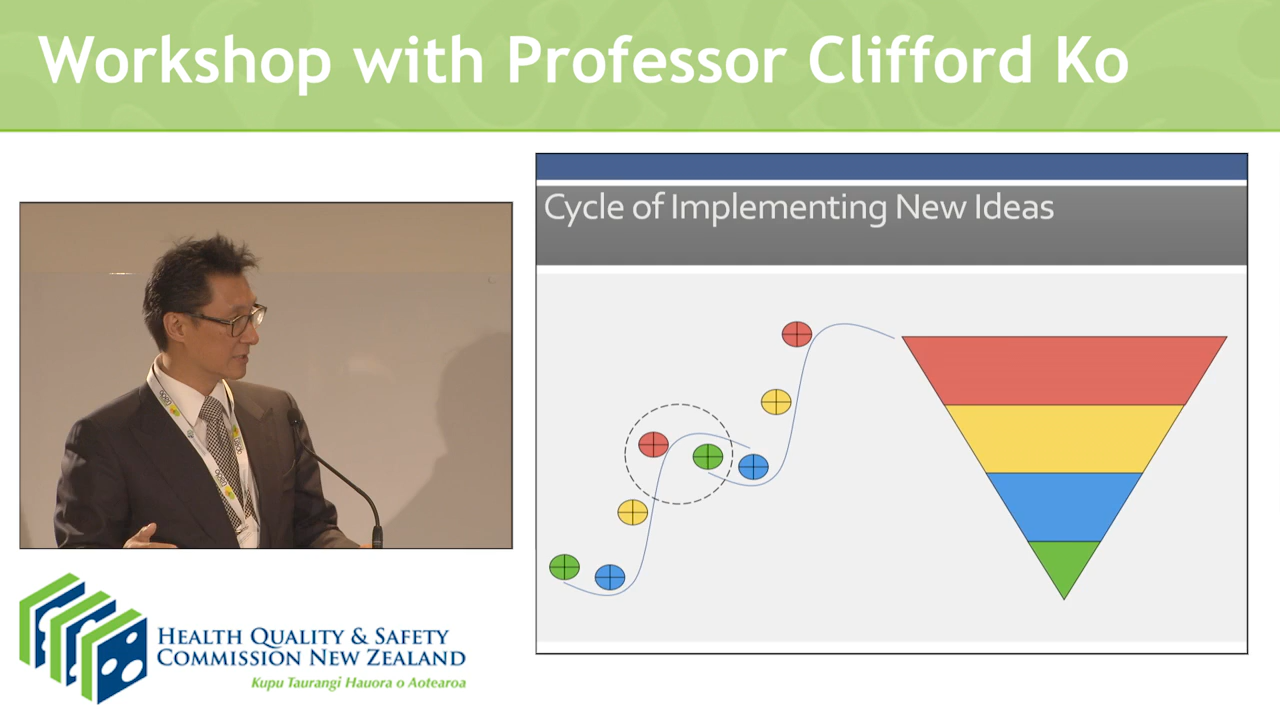 Workshop with Professor Clifford Ko
Cycle of Implementing New Ideas
HEALTH QUALITY & SAFETY
COMMISSION NEW ZEALAND
Kupu Taurangi Hauora o Aotearoa